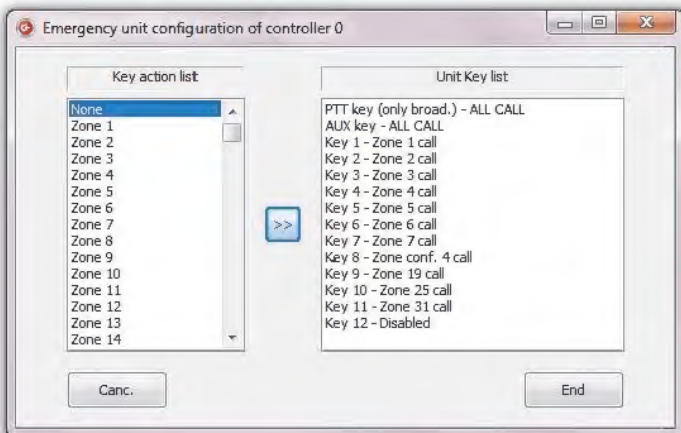 Emergency unit configuration of controller 0
Key action list
None
Zone 1
Zone 2
Zone 3
Zone 4
Zone 5
Zone 6
Zone 7
Zone 8
Zone 9
Zone 10
Zone 11
Zone 12
Zone 13
Zone 14
>>
Unit Key list
PTT key (only broad.) - ALL CALL
AUX key - ALL CALL
Key 1 - Zone 1 call
Key 2 - Zone 2 call
Key 3 - Zone 3 call
Key 4 - Zone 4 call
Key 5 - Zone 5 call
Key 6 - Zone 6 call
Key 7 - Zone 7 call
Key 8 - Zone conf. 4 call
Key 9 - Zone 19 call
Key 10 - Zone 25 call
Key 11 - Zone 31 call
Key 12 - Disabled
Canc.
End